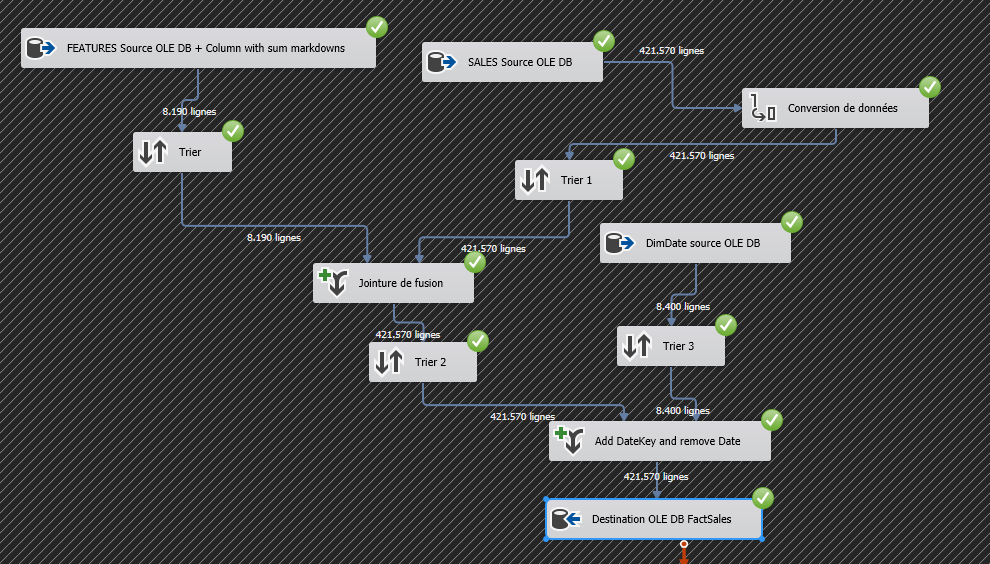 FEATURES Source OLE DB + Column with sum markdowns
SALES Source OLE DB
421.570 lignes
Conversion de données
8.190 lignes
Trier
421.570 lignes
Trier 1
8.190 lignes
421.570 lignes
DimDate source OLE DB
Jointure de fusion
8.400 lignes
421.570 lignes
Trier 3
Trier 2
421.570 lignes
8.400 lignes
Add DateKey and remove Date
421.570 lignes
Destination OLE DB FactSales